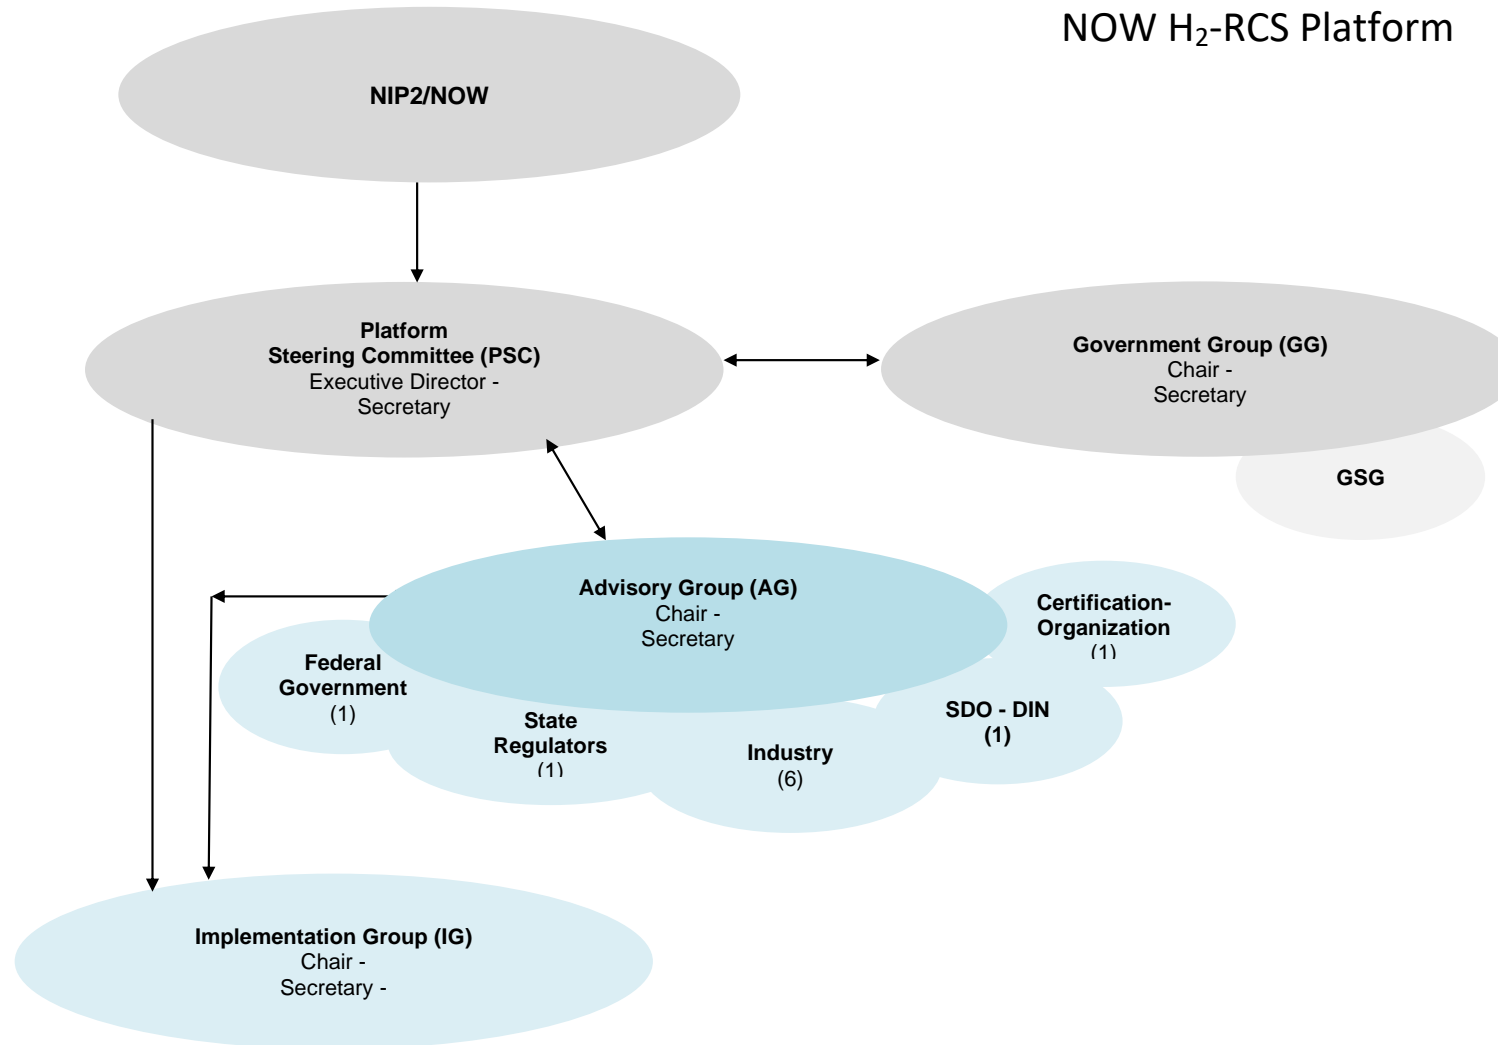 NOW H₂-RCS Platform
NIP2/NOW
Platform
Steering Committee (PSC)
Executive Director -
Secretary
Government Group (GG)
Chair -
Secretary
GSG
Advisory Group (AG)
Chair -
Secretary
Certification-
Organization
(1)
Federal
Government
(1)
State
Regulators
(1)
Industry
(6)
SDO - DIN
(1)
Implementation Group (IG)
Chair -
Secretary -